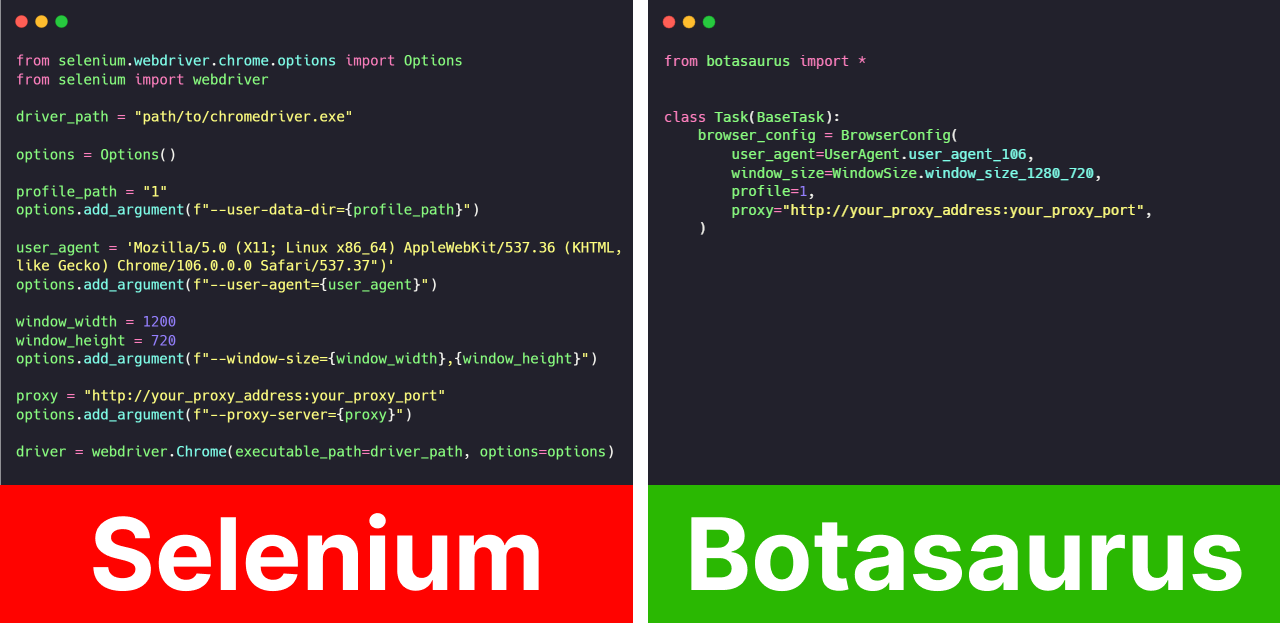 from selenium.webdriver.chrome.options import Options
from selenium import webdriver
driver_path = "path/to/chromedriver.exe"
options = Options()
profile_path = "1"
options.add_argument(f"--user-data-dir={profile_path}")
user_agent = 'Mozilla/5.0 (X11; Linux x86_64) AppleWebKit/537.36 (KHTML,
like Gecko) Chrome/106.0.0.0 Safari/537.37")'
options.add_argument(f"--user-agent={user_agent}")
window_width = 1200
window_height = 720
options.add_argument(f"--window-size={window_width},{window_height}")
proxy = "http://your_proxy_address:your_proxy_port"
options.add_argument(f"--proxy-server={proxy}")
driver = webdriver.Chrome(executable_path=driver_path, options=options)
Selenium
from botasaurus import *
class Task(BaseTask):
    browser_config = BrowserConfig(
        user_agent=UserAgent.user_agent_106,
        window_size=WindowSize.window_size_1280_720,
        profile=1,
        proxy="http://your_proxy_address:your_proxy_port",
    )
Botasaurus